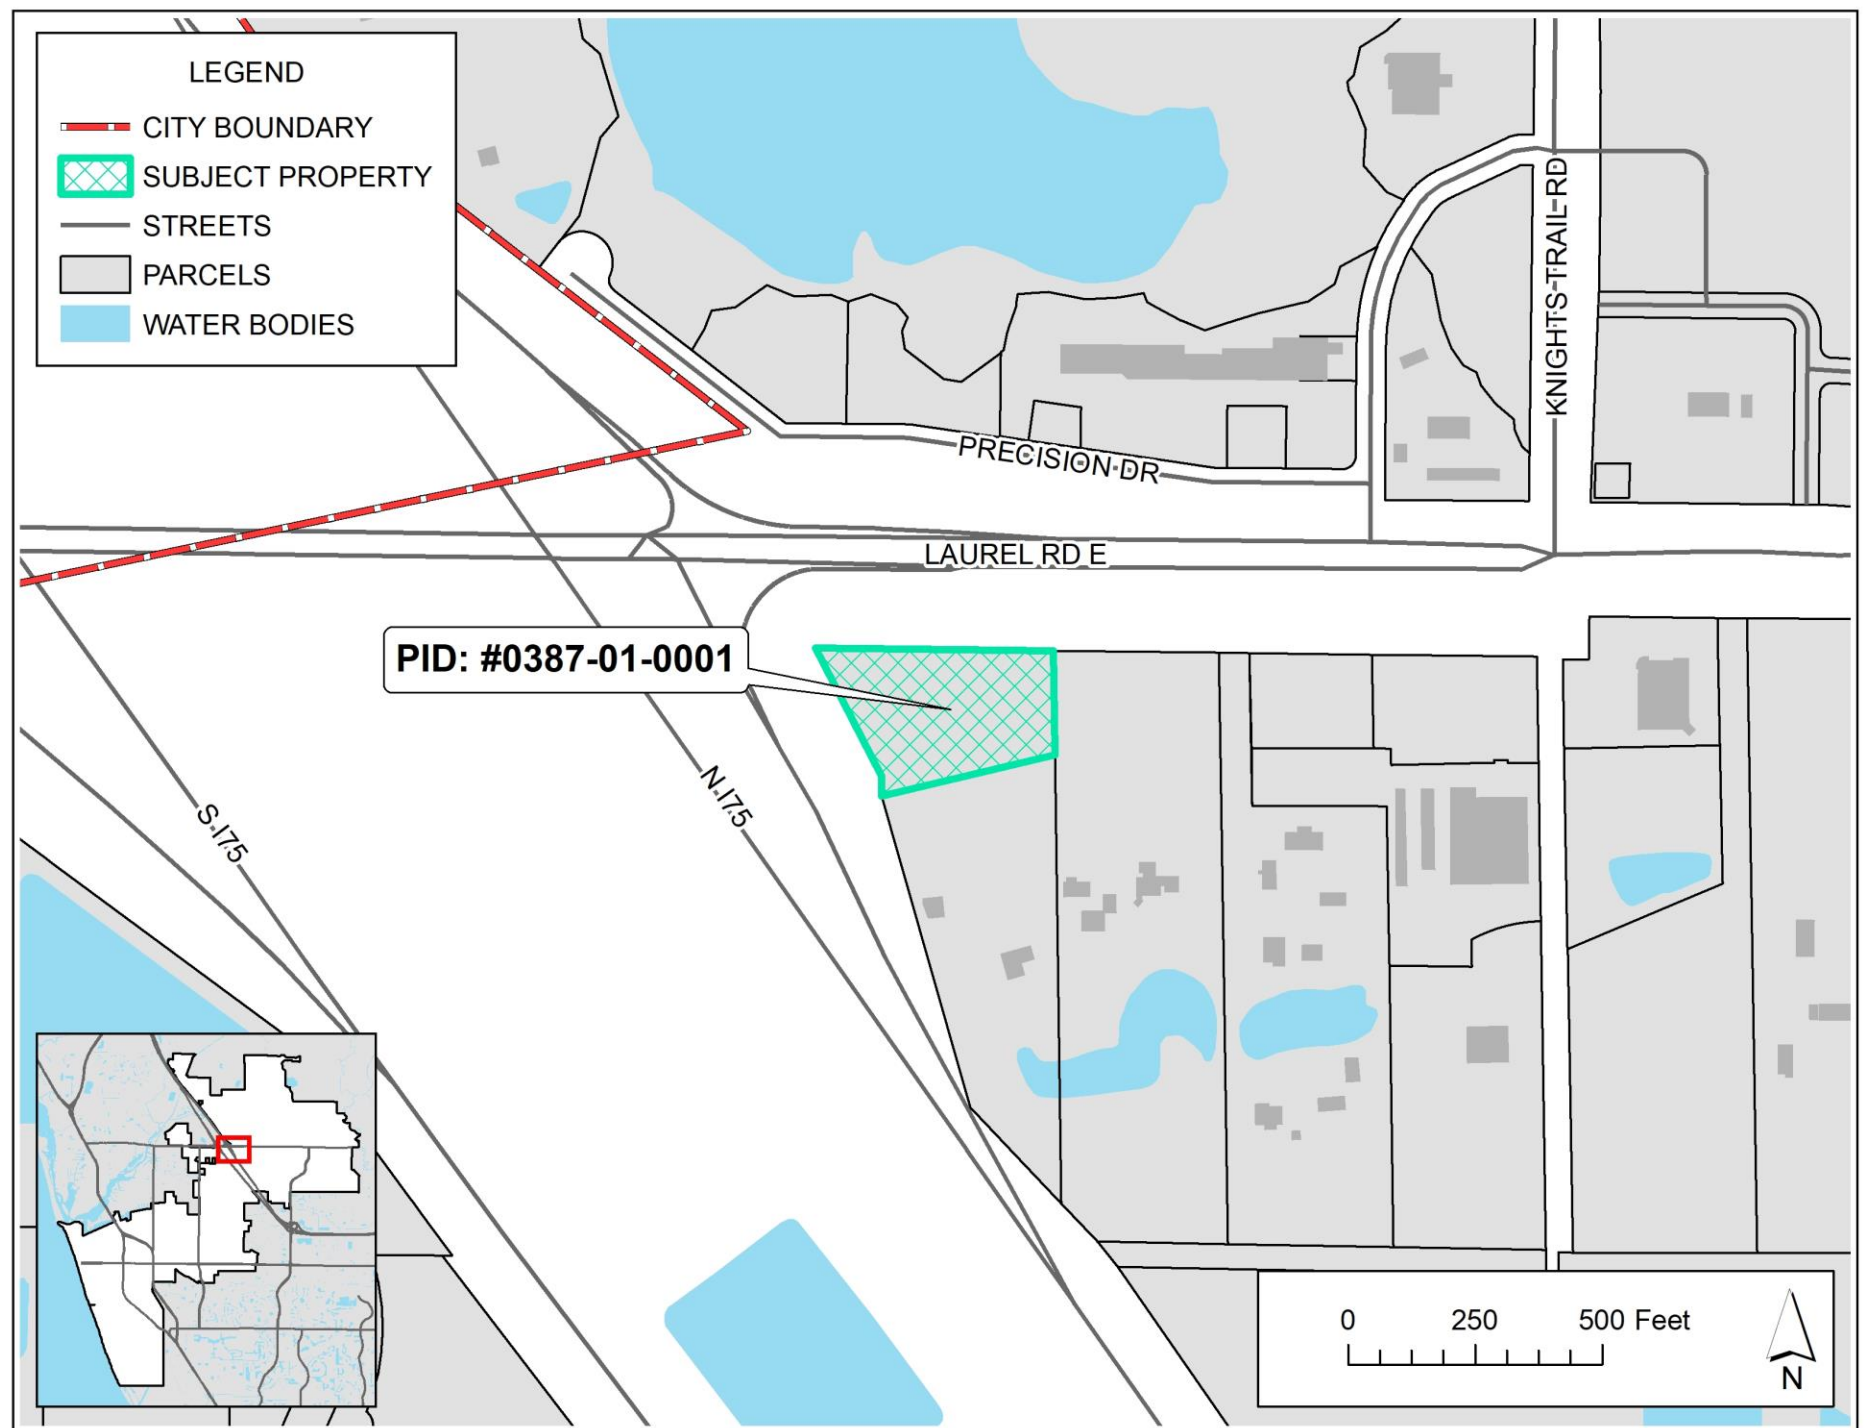 LEGEND
CITY BOUNDARY
SUBJECT PROPERTY
STREETS
PARCELS
WATER BODIES
KNIGHTS TRAIL RD
PRECISION DR
LAUREL RD E
PID: #0387-01-0001
N I75
S I75
0 250 500 Feet
N